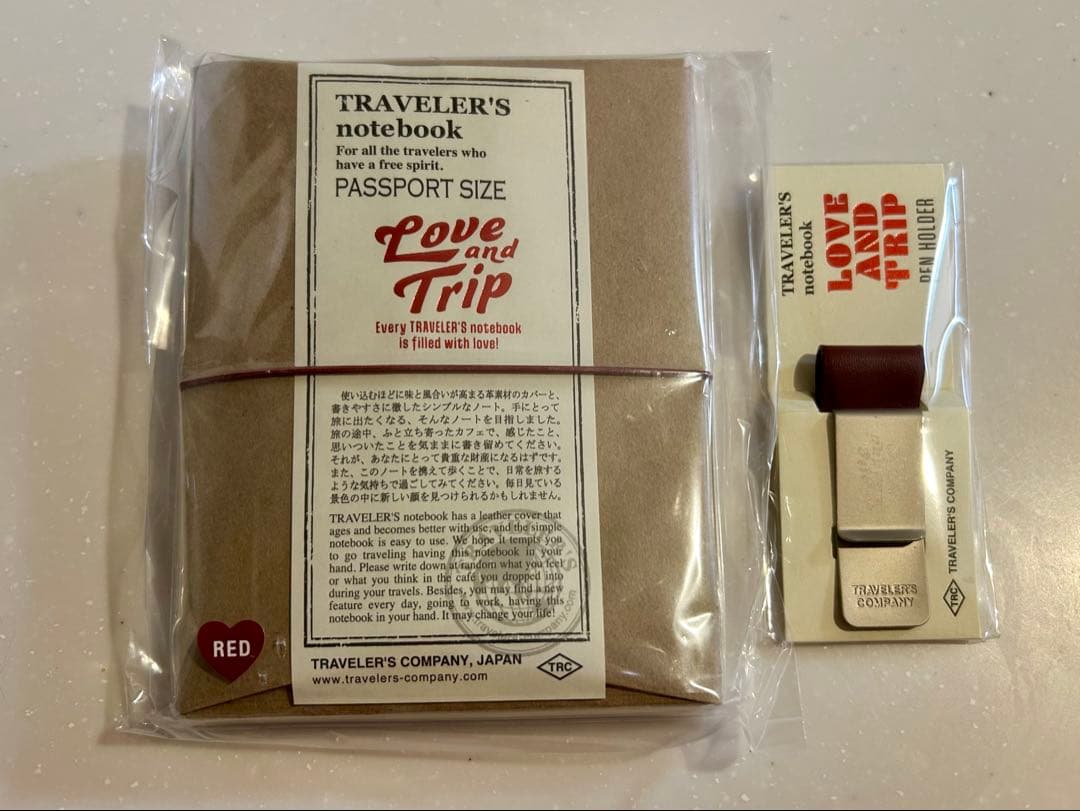 TRAVELER'S
notebook
For all the travelers who
have a free spirit.
PASSPORT SIZE
Love
and
Trip
Every TRAVELER'S notebook
is filled with love!
使い込むほどに味と風合いが高まる革素材のカバーと、
書きやすさに徹したシンプルなノート。手にとって
旅に出たくなる、そんなノートを目指しました。
旅の途中、ふと立ち寄ったカフェで、感じたこと、
思いついたことを気ままに書き留めてください。
それが、あなたにとって貴重な財産になるはずです。
また、このノートを携えて歩くことで、日常を旅する
ような気持ちで過ごしてみてください。毎日見ている
景色の中に新しい顔を見つけられるかもしれません。
TRAVELER'S notebook has a leather cover that
ages and becomes better with use, and the simple
notebook is easy to use. We hope it tempts you
to go traveling having this notebook in your
hand. Please write down at random what you feel
or what you think in the café you dropped into
during your travels. Besides, you may find a new
feature every day, going to work, having this
notebook in your hand. It may change your life!
RED
TRAVELER'S COMPANY, JAPAN
www.travelers-company.com
TRC
TRAVELER'S
notebook
LOVE
AND
TRIP
PEN HOLDER
TRAVELER'S
COMPANY
TRC TRAVELER'S COMPANY